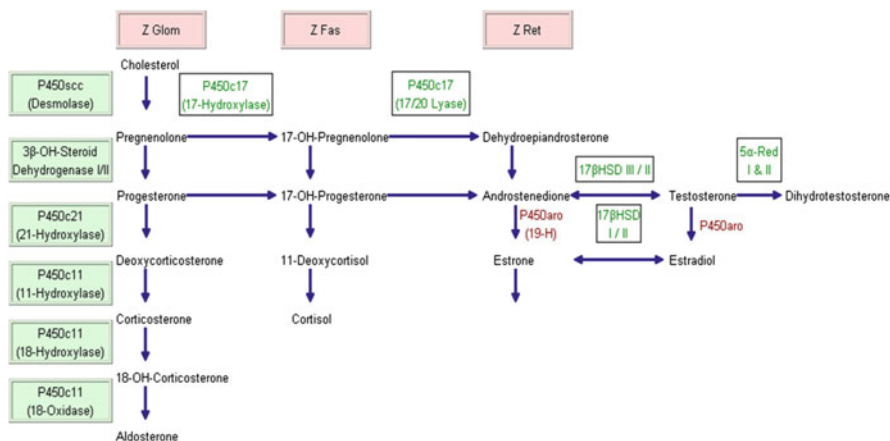 Z Glom
Z Fas
Z Ret
Cholesterol
P450scc
(Desmolase)
P450c17
(17-Hydroxylase)
P450c17
(17/20 Lyase)
Pregnenolone
17-OH-Pregnenolone
Dehydroepiandrosterone
3β-OH-Steroid
Dehydrogenase I/II
17βHSD III / II
5α-Red
I & II
Progesterone
17-OH-Progesterone
Androstenedione
Testosterone
Dihydrotestosterone
P450c21
(21-Hydroxylase)
P450aro
(19-H)
17βHSD
I / II
P450aro
Deoxycorticosterone
11-Deoxycortisol
Estrone
Estradiol
P450c11
(11-Hydroxylase)
Corticosterone
Cortisol
P450c11
(18-Hydroxylase)
18-OH-Corticosterone
P450c11
(18-Oxidase)
Aldosterone